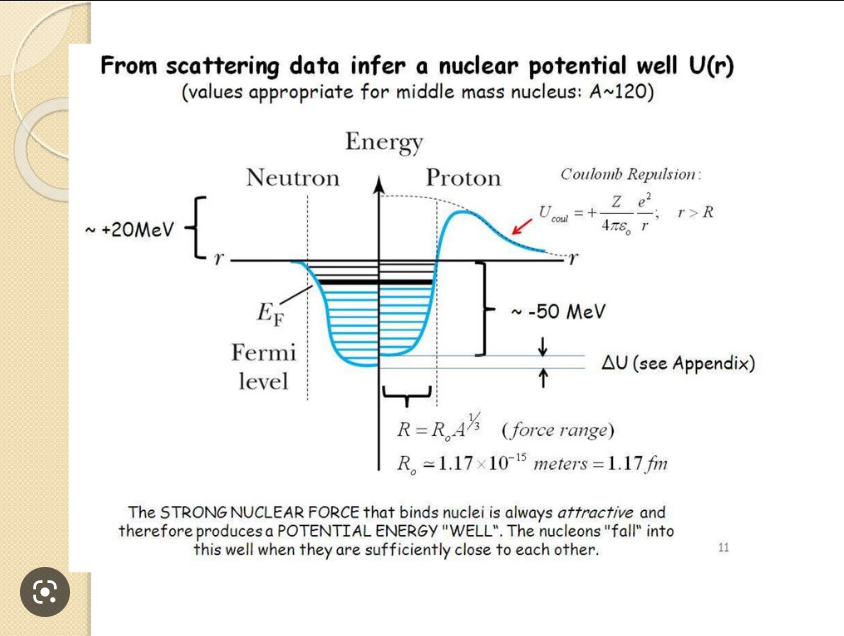 From scattering data infer a nuclear potential well U(r)
(values appropriate for middle mass nucleus: A~120)
Energy
Neutron
Proton
Coulomb Repulsion:
U_coul = + Z/4πε_o e²/r ; r > R
~ +20MeV
r
r
E_F
~ -50 MeV
Fermi
level
ΔU (see Appendix)
R = R_o A^1/3 (force range)
R_o ≃ 1.17×10^-15 meters = 1.17 fm
The STRONG NUCLEAR FORCE that binds nuclei is always attractive and
therefore produces a POTENTIAL ENERGY "WELL". The nucleons "fall" into
this well when they are sufficiently close to each other.
11